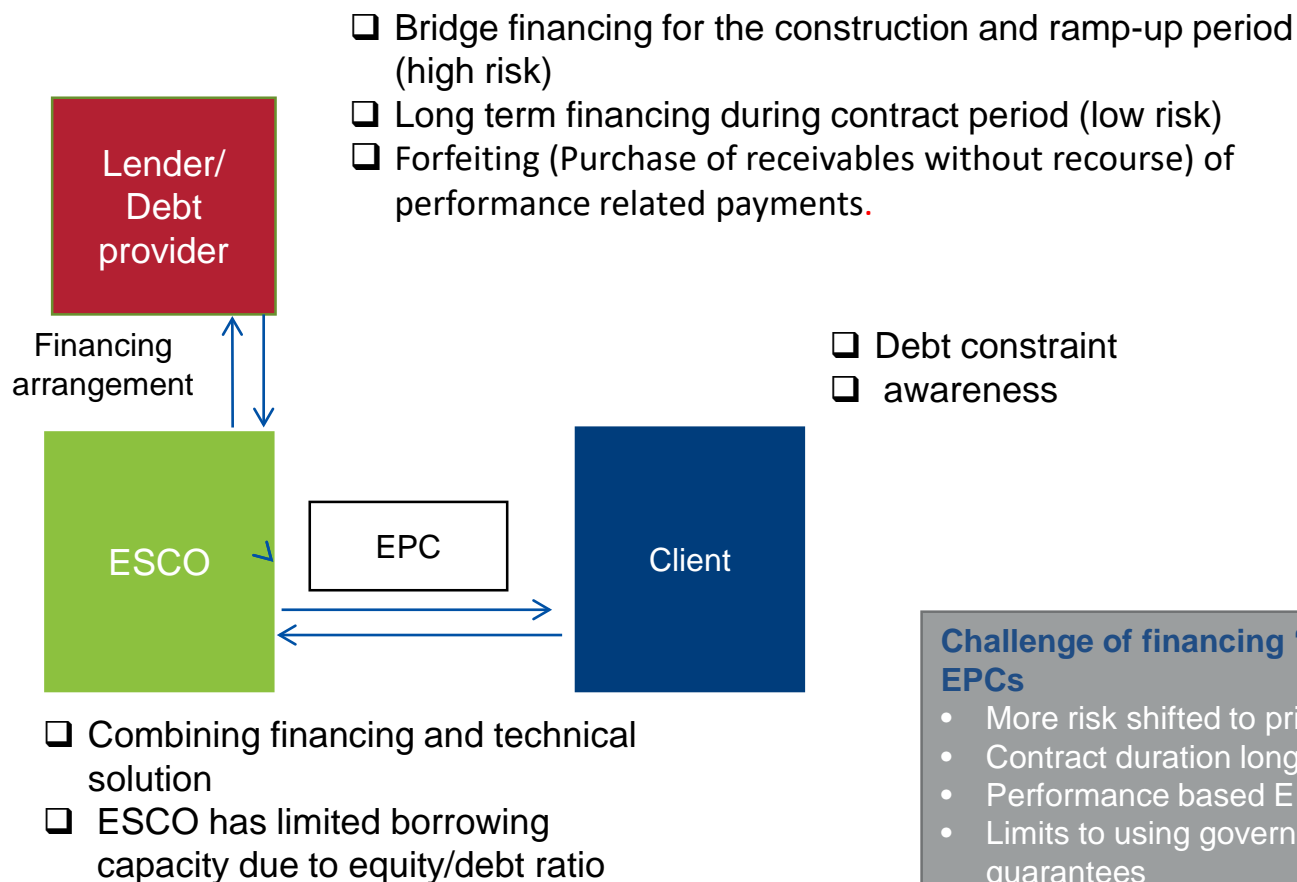 ❑ Bridge financing for the construction and ramp-up period
(high risk)
❑ Long term financing during contract period (low risk)
❑ Forfeiting (Purchase of receivables without recourse) of
performance related payments.
Lender/
Debt
provider
Financing
arrangement
❑ Debt constraint
❑ awareness
ESCO
EPC
Client
❑ Combining financing and technical
solution
❑ ESCO has limited borrowing
capacity due to equity/debt ratio
Challenge of financing
EPCs
• More risk shifted to
• Contract duration
• Performance based
• Limits to using
guarantees